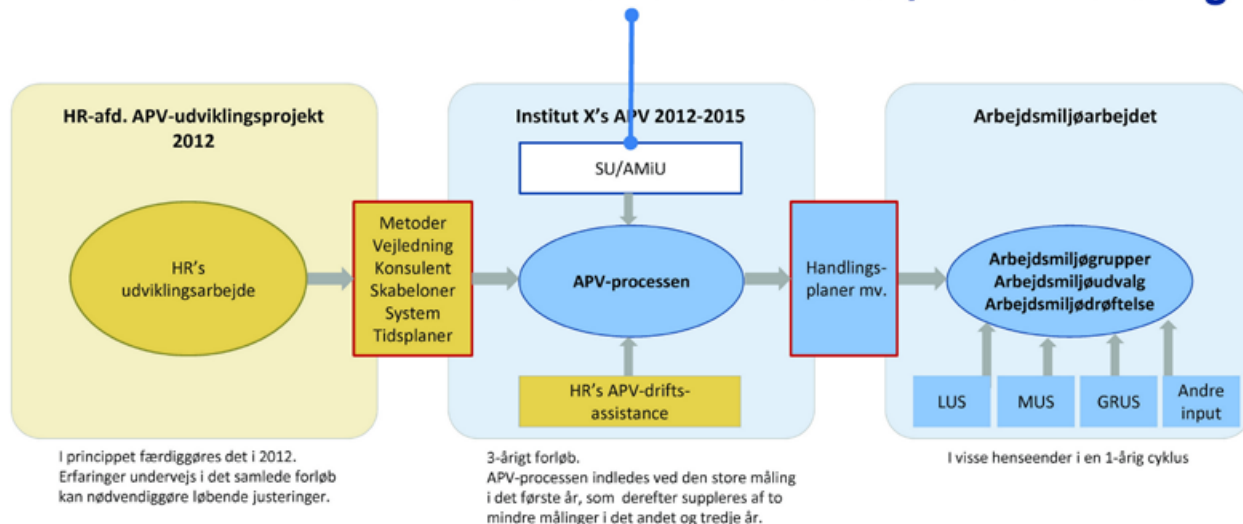 HR-afd. APV-udviklingsprojekt
2012
HR's
udviklingsarbejde
Metoder
Vejledning
Konsulent
Skabeloner
System
Tidsplaner
I princippet færdiggøres det i 2012.
Erfaringer undervejs i det samlede forløb
kan nødvendiggøre løbende justeringer.
Institut X's APV 2012-2015
SU/AMiU
APV-processen
HR's APV-drifts-
assistance
3-årigt forløb.
APV-processen indledes ved den store måling
i det første år, som derefter suppleres af to
mindre målinger i det andet og tredje år.
Handlings-
planer mv.
Arbejdsmiljøarbejdet
Arbejdsmiljøgrupper
Arbejdsmiljøudvalg
Arbejdsmiljødrøftelse
LUS
MUS
GRUS
Andre
input
I visse henseender i en 1-årig cyklus